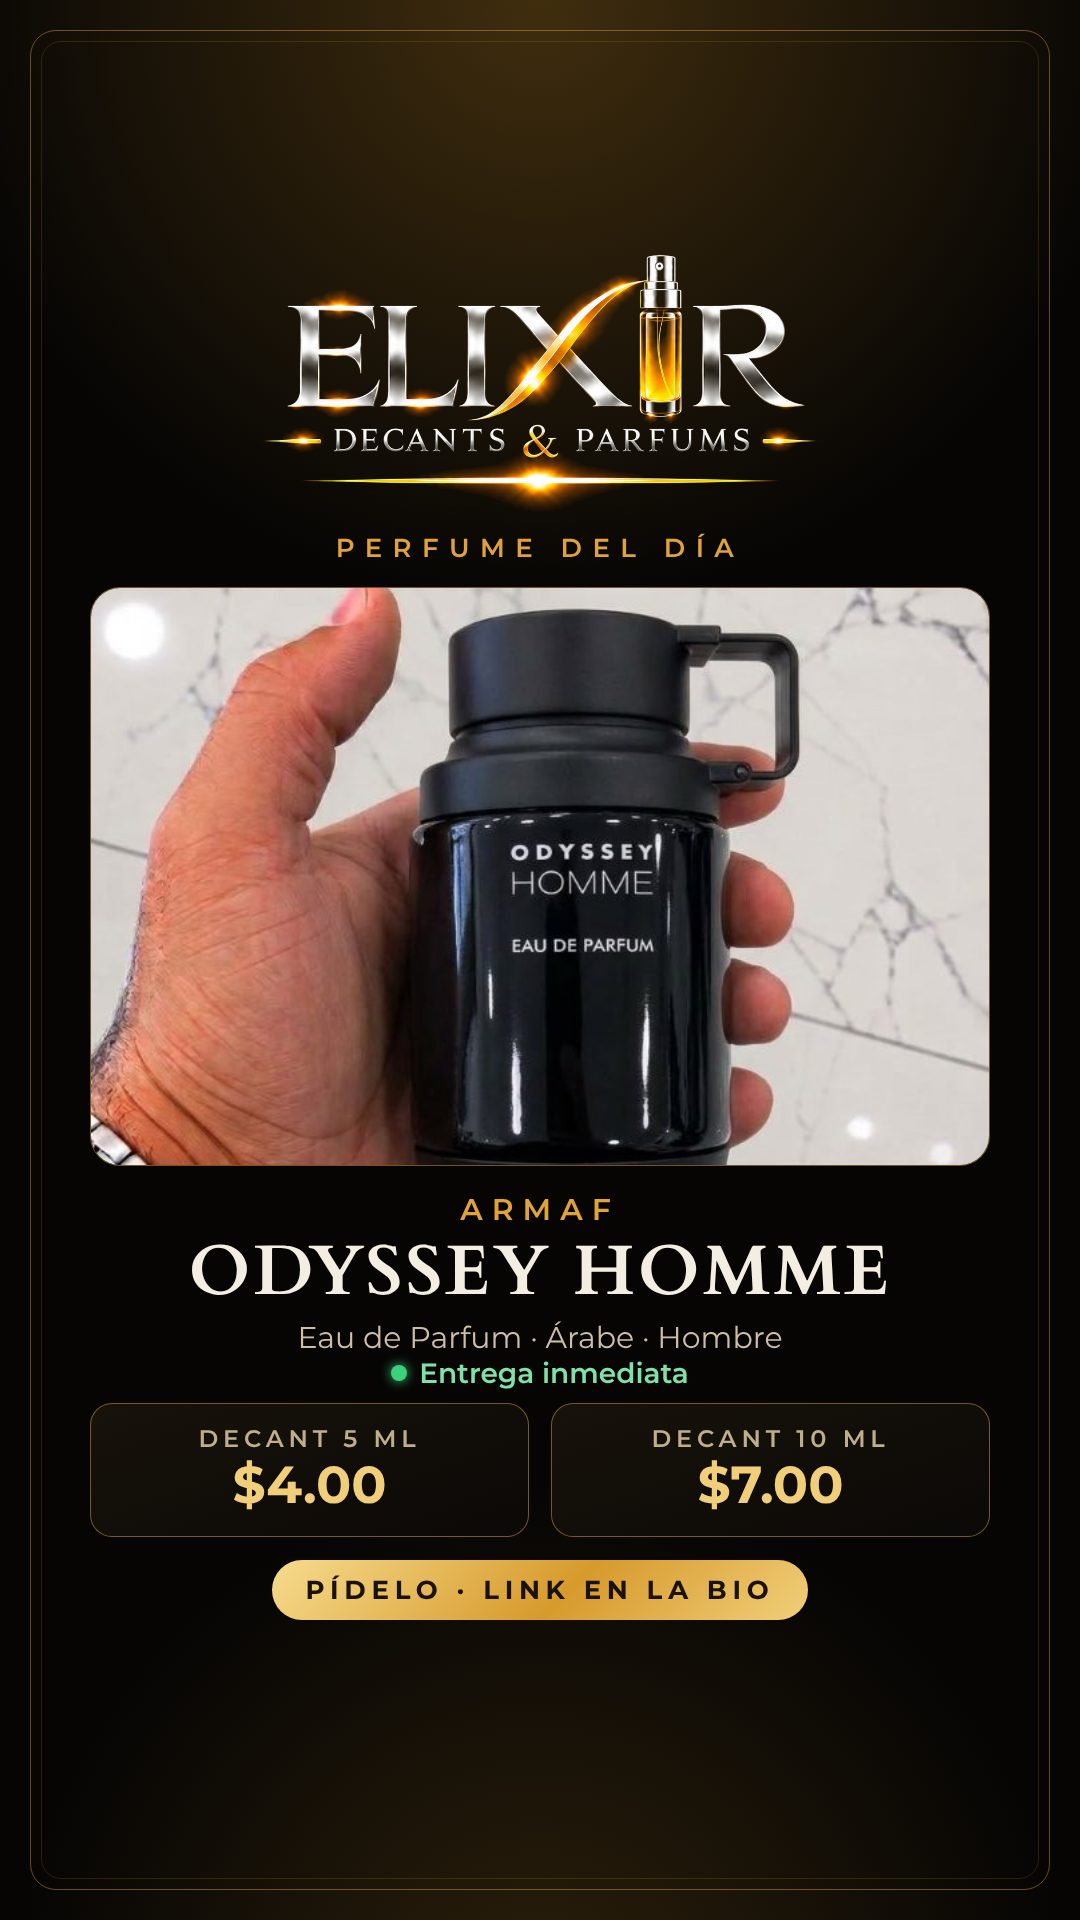 ELIXIR
DECANTS & PARFUMS
PERFUME DEL DÍA
ODYSSEY
HOMME
EAU DE PARFUM
ARMAF
ODYSSEY HOMME
Eau de Parfum · Árabe · Hombre
Entrega inmediata
DECANT 5 ML
$4.00
DECANT 10 ML
$7.00
PÍDELO · LINK EN LA BIO